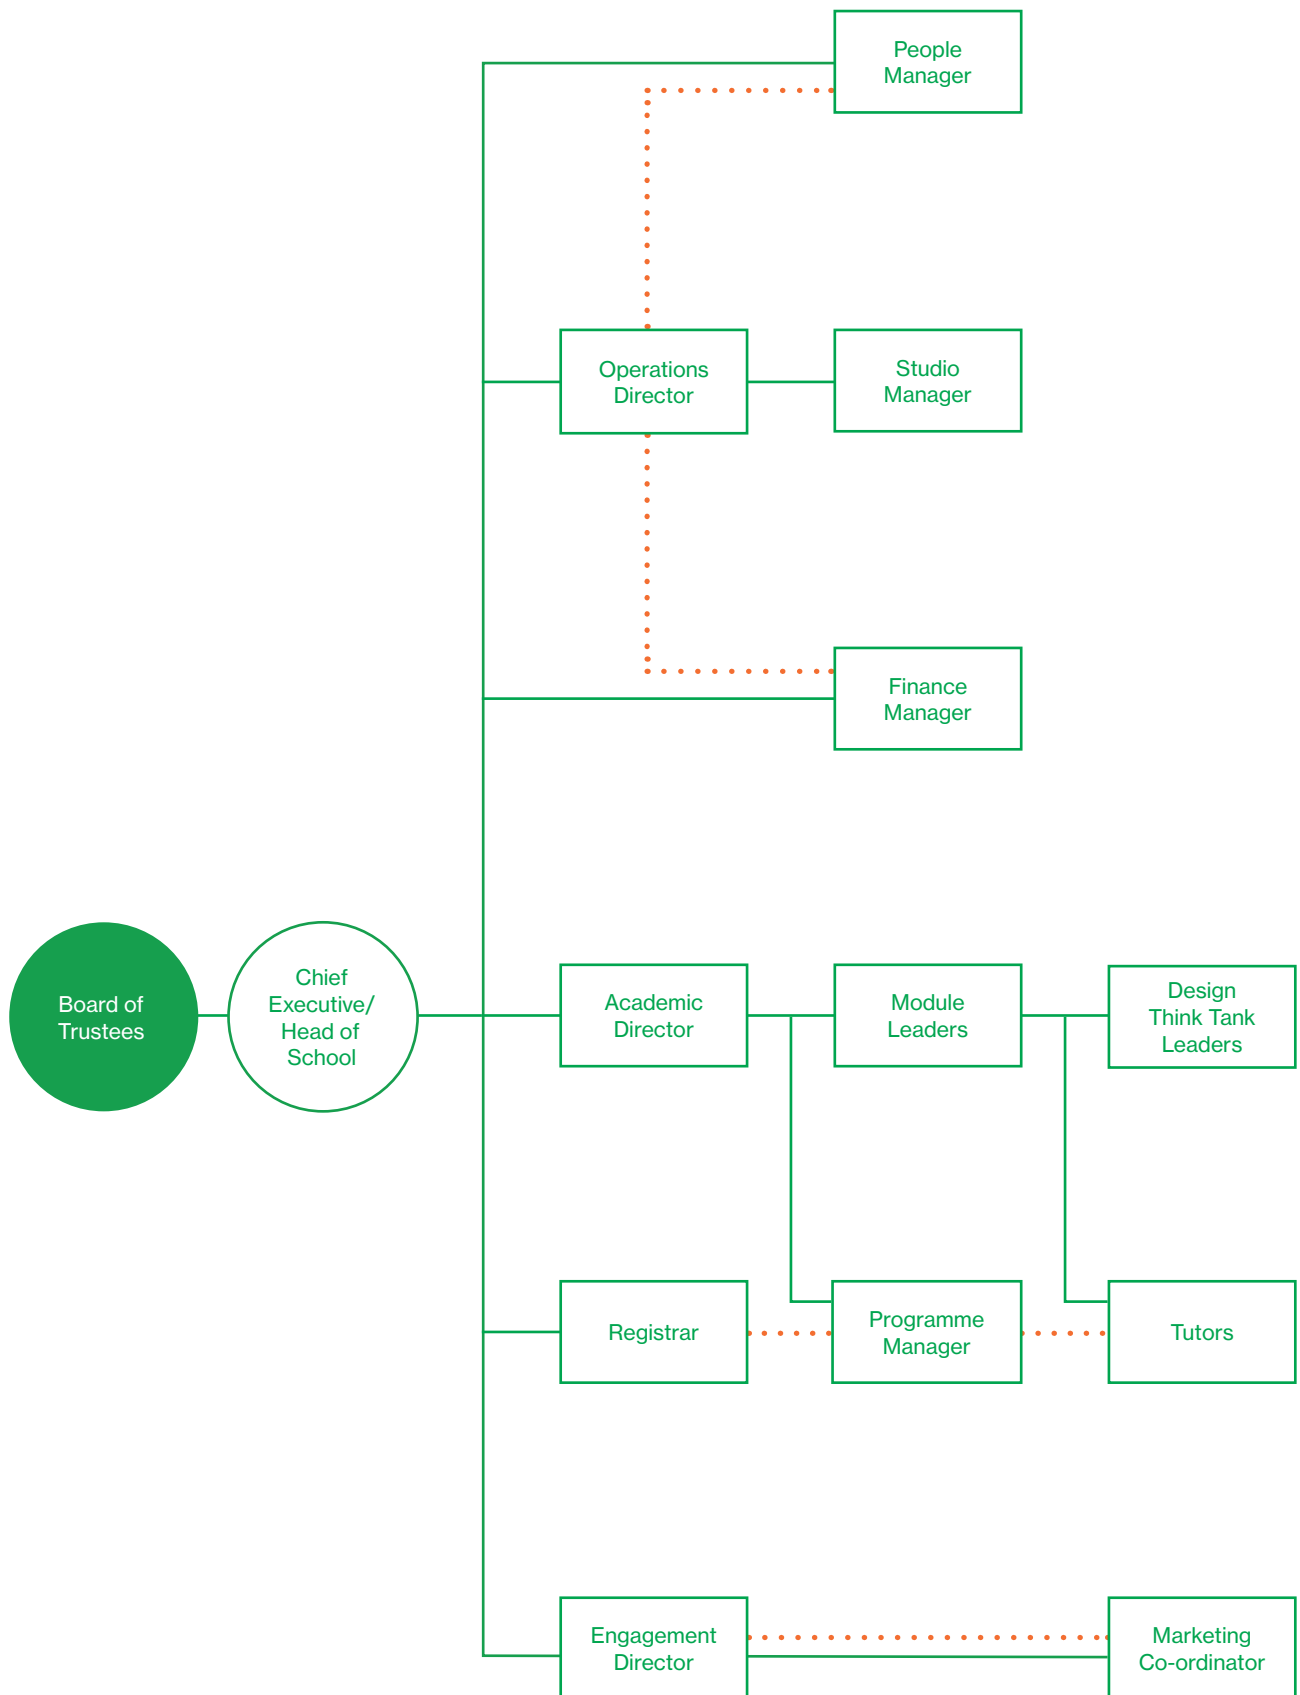 People
Manager
Operations
Director
Studio
Manager
Finance
Manager
Board of
Trustees
Chief
Executive/
Head of
School
Academic
Director
Module
Leaders
Design
Think Tank
Leaders
Registrar
Programme
Manager
Tutors
Engagement
Director
Marketing
Co-ordinator